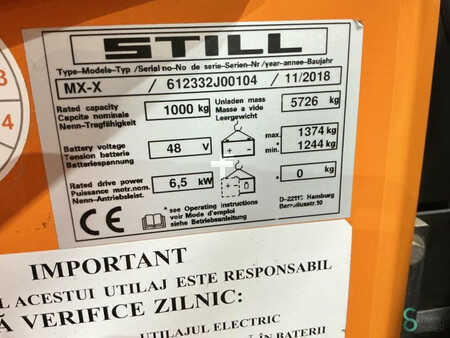 STILL
Type-Modele-Typ /Serial no-No de serie-Serien-Nr /year-annee-Baujahr
MX-X / 612332J00104 / 11/2018
Rated capacity
Capcite nominale
Nenn-Tragfähigkeit
1000 kg
Unladen mass
Masse a vide
Leergewicht
5726 kg
Battery voltage
Tension batterie
Batteriespannung
48 V
max. 1374 kg
* min. 1244 kg
Rated drive power
Puissance motr.nom.
Nenn-Antriebsleist.
6,5 kW
* 0 kg
CE
*see Operating instructions
voir Mode d'emploi
siehe Betriebsanleitung
Hamburg
IMPORTANT
ACESTUI UTILAJ ESTE RESPONSABIL
VERIFICE ZILNIC:
UTILAJUL ELECTRIC
ÎN BATERII
3
4
S